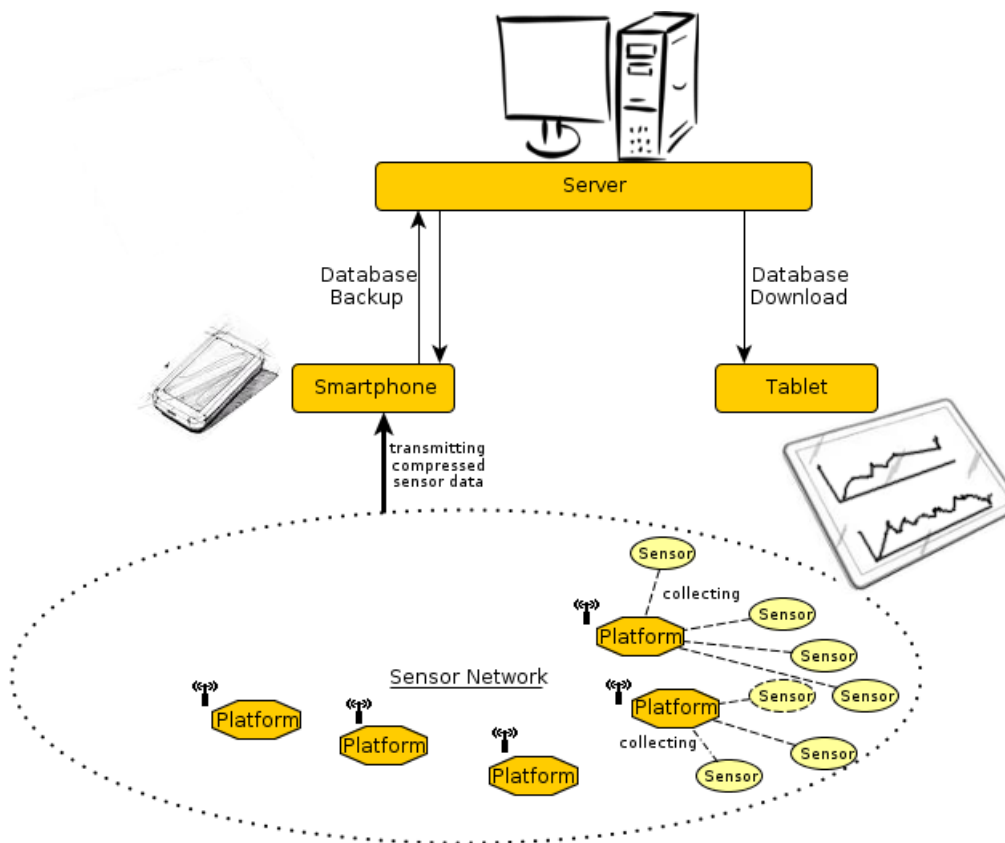 Server
Database
Backup
Database
Download
Smartphone
Tablet
transmitting
compressed
sensor data
Sensor
collecting
Sensor
Platform
Sensor
Sensor Network
Sensor
Sensor
Platform
Platform
Platform
collecting
Sensor
Platform
Sensor